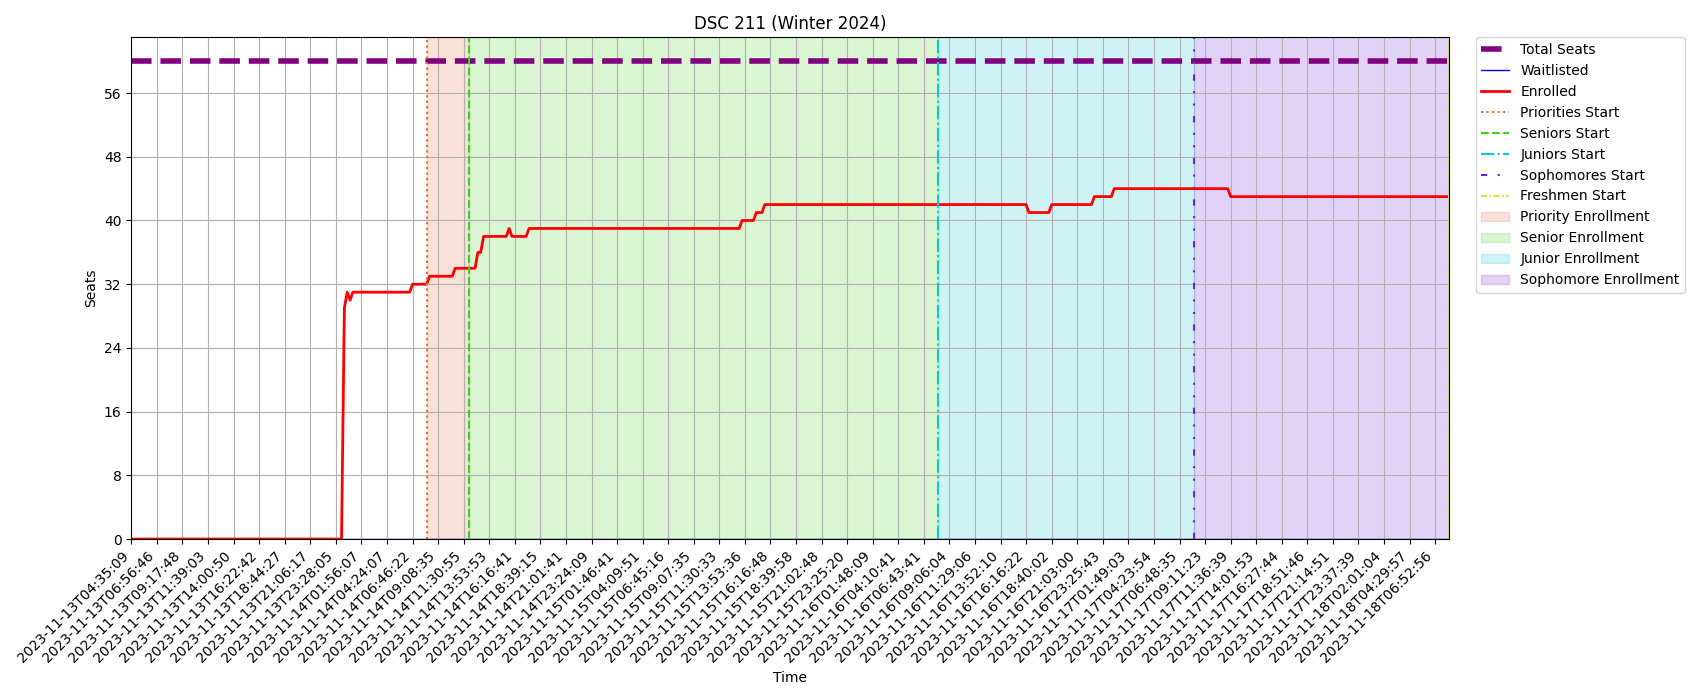 DSC 211 (Winter 2024)
Total Seats
Waitlisted
Enrolled
Priorities Start
Seniors Start
Juniors Start
Sophomores Start
Freshmen Start
Priority Enrollment
Senior Enrollment
Junior Enrollment
Sophomore Enrollment
Seats
56
48
40
32
24
16
8
0
2023-11-13T04:35:09
2023-11-13T06:56:46
2023-11-13T09:17:48
2023-11-13T11:39:03
2023-11-13T14:00:50
2023-11-13T16:22:42
2023-11-13T18:44:27
2023-11-13T21:06:17
2023-11-13T23:28:05
2023-11-14T01:56:07
2023-11-14T04:24:07
2023-11-14T06:46:22
2023-11-14T09:08:35
2023-11-14T11:30:55
2023-11-14T13:53:53
2023-11-14T16:16:41
2023-11-14T18:39:15
2023-11-14T21:01:41
2023-11-14T23:24:09
2023-11-15T01:46:41
2023-11-15T04:09:51
2023-11-15T06:45:16
2023-11-15T09:07:35
2023-11-15T11:30:33
2023-11-15T13:53:36
2023-11-15T16:16:48
2023-11-15T18:39:58
2023-11-15T21:02:48
2023-11-15T23:25:20
2023-11-16T01:48:09
2023-11-16T04:10:41
2023-11-16T06:43:41
2023-11-16T09:06:04
2023-11-16T11:29:06
2023-11-16T13:52:10
2023-11-16T16:16:22
2023-11-16T18:40:02
2023-11-16T21:03:00
2023-11-16T23:25:43
2023-11-17T01:49:03
2023-11-17T04:23:54
2023-11-17T06:48:35
2023-11-17T09:11:23
2023-11-17T11:36:39
2023-11-17T14:01:53
2023-11-17T16:27:44
2023-11-17T18:51:46
2023-11-17T21:14:51
2023-11-17T23:37:39
2023-11-18T02:01:04
2023-11-18T04:29:57
2023-11-18T06:52:56
Time